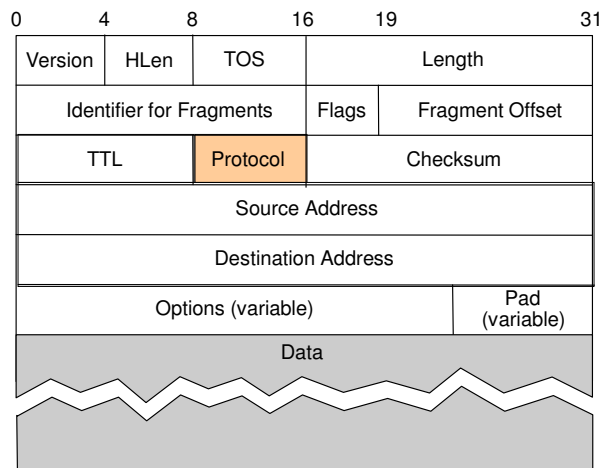 0 4 8 16 19 31
Version HLen TOS Length
Identifier for Fragments Flags Fragment Offset
TTL Protocol Checksum
Source Address
Destination Address
Options (variable) Pad
(variable)
Data